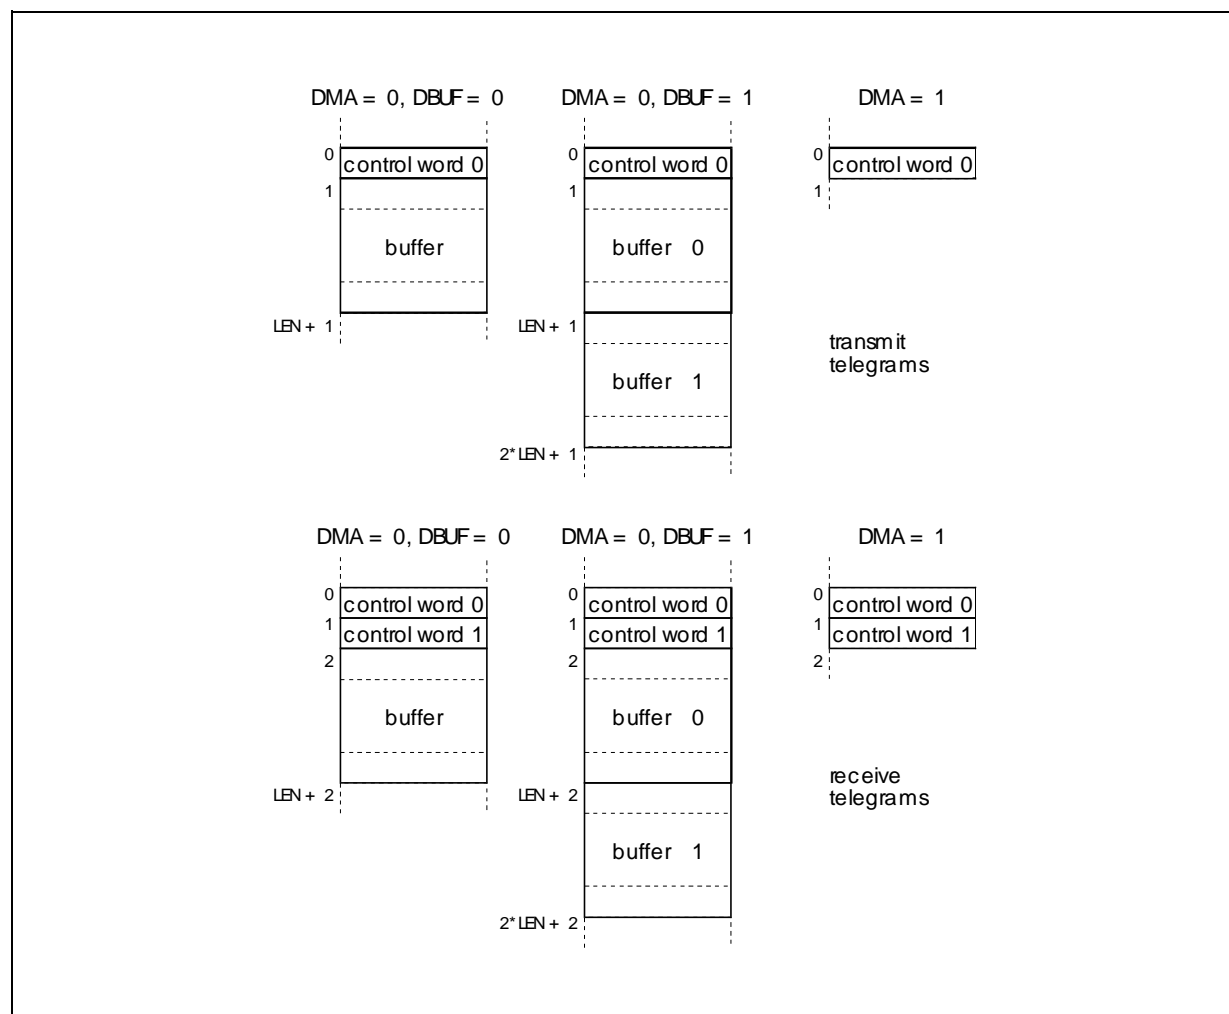 DMA = 0, DBUF = 0 DMA = 0, DBUF = 1 DMA = 1
0 control word 0 0 control word 0 0 control word 0
1 1 1
buffer buffer 0
LEN + 1 LEN + 1
transmit
telegrams
buffer 1
2*LEN + 1
DMA = 0, DBUF = 0 DMA = 0, DBUF = 1 DMA = 1
0 control word 0 0 control word 0 0 control word 0
1 control word 1 1 control word 1 1 control word 1
2 2 2
buffer buffer 0
LEN + 2 LEN + 2
receive
telegrams
buffer 1
2*LEN + 2